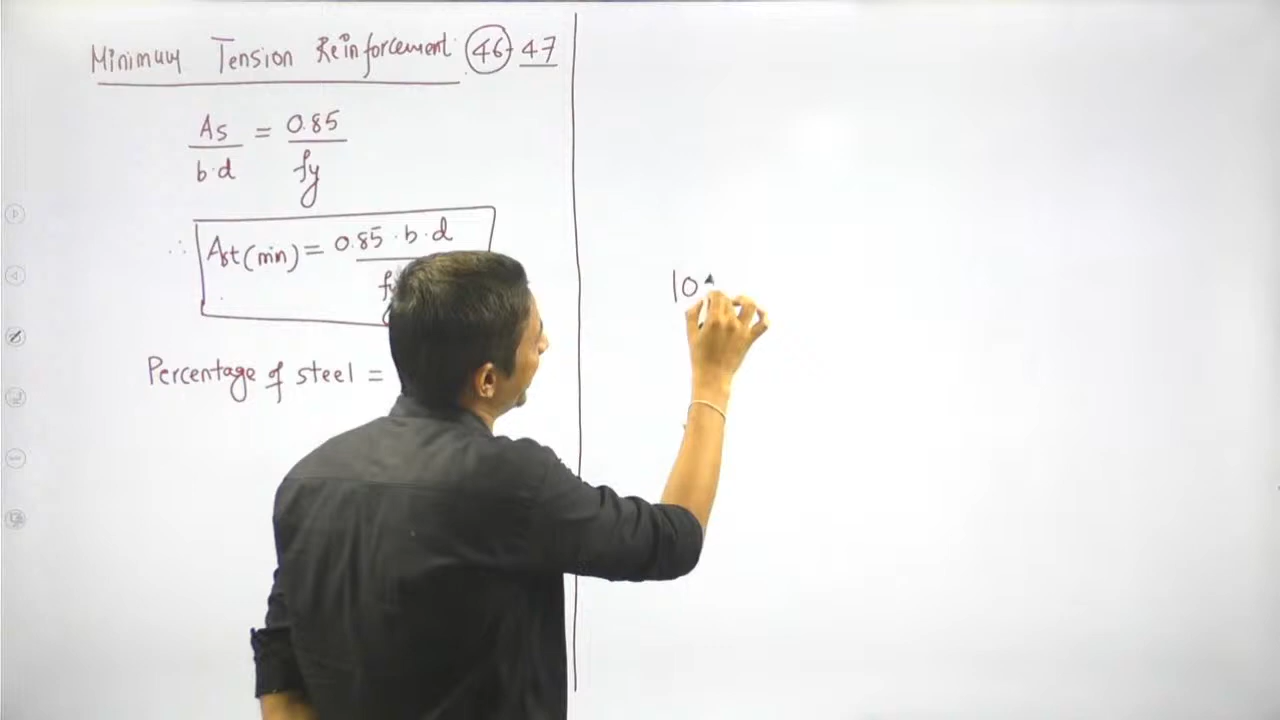 Minimum Tension Reinforcement 46-47
As/b·d = 0.85/fy
∴ Ast(min) = 0.85·b·d/f
Percentage of steel =
10